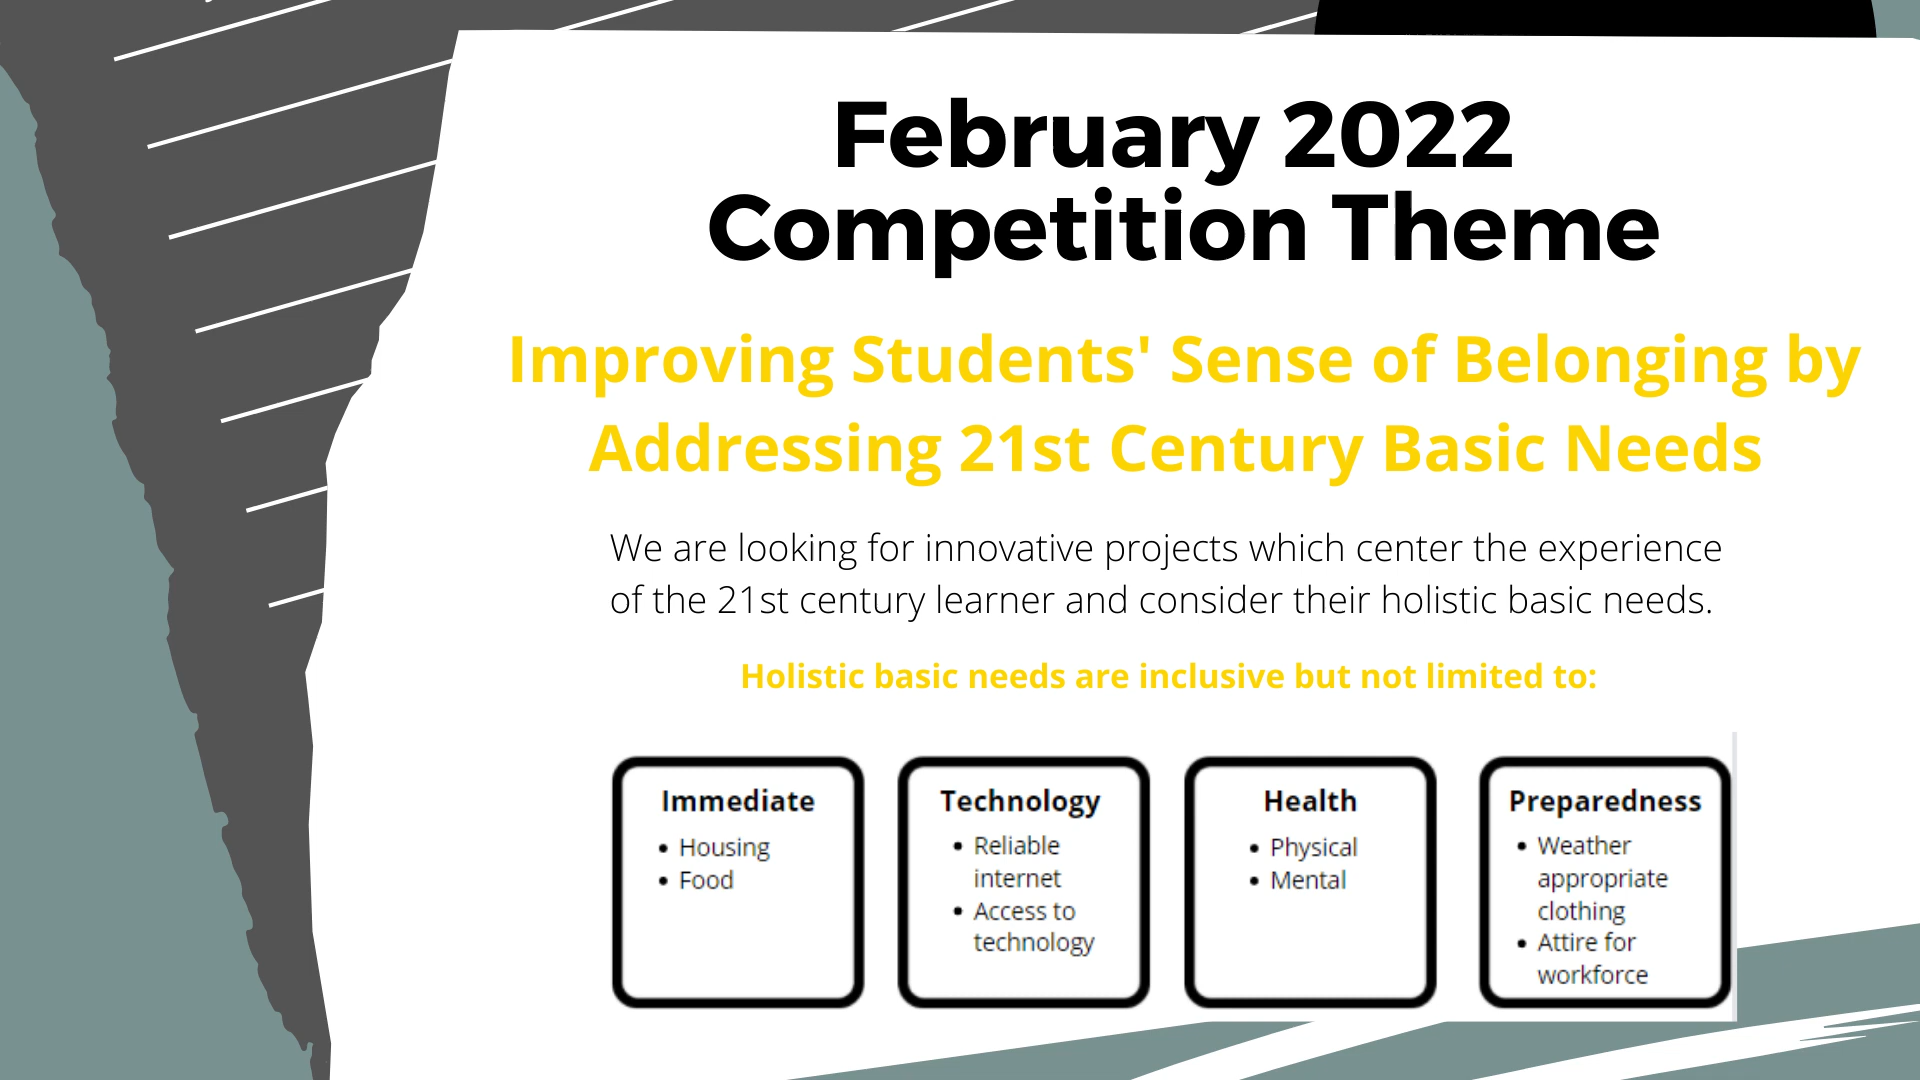 February 2022
Competition Theme
Improving Students' Sense of Belonging by
Addressing 21st Century Basic Needs
We are looking for innovative projects which center the experience
of the 21st century learner and consider their holistic basic needs.
Holistic basic needs are inclusive but not limited to:
Immediate
• Housing
• Food
Technology
• Reliable
internet
• Access to
technology
Health
• Physical
• Mental
Preparedness
• Weather
appropriate
clothing
• Attire for
workforce